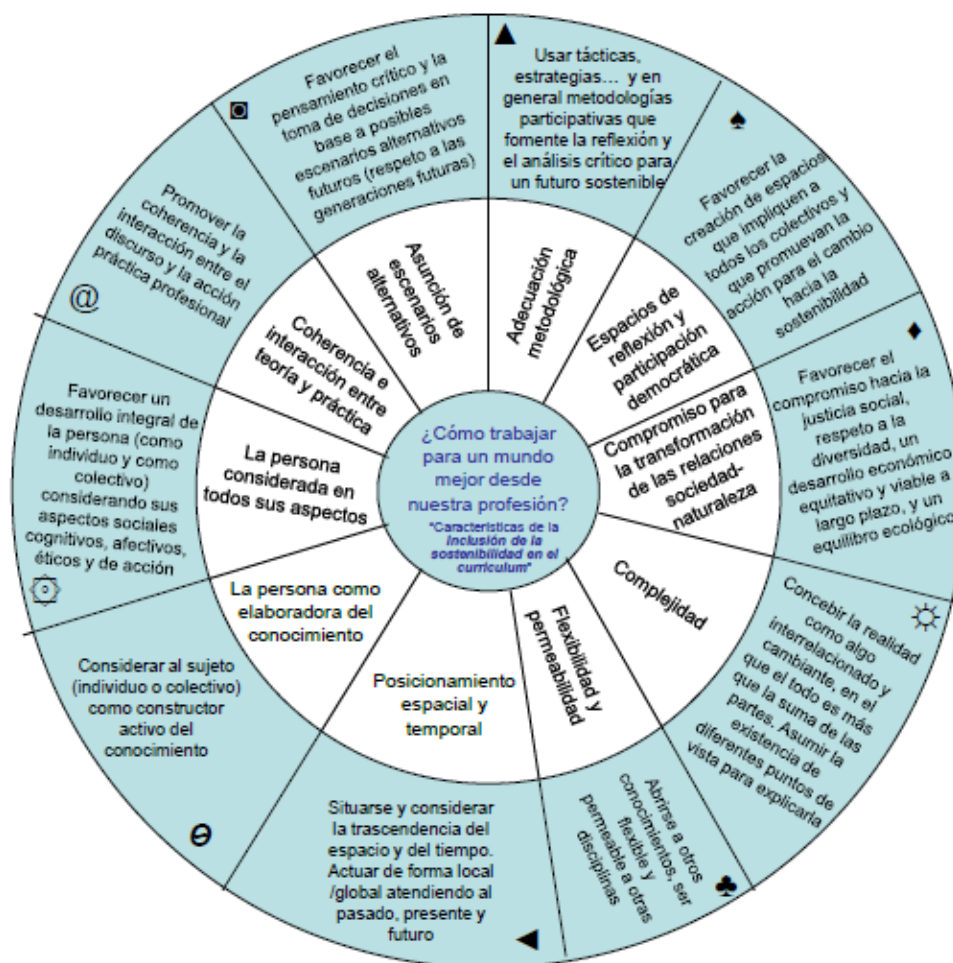 ¿Cómo trabajar
para un mundo
mejor desde
nuestra profesión?
"Características de la
Inclusión de la
sostenibilidad en el
curriculum"
▲
Usar tácticas,
estrategias… y en
general metodologías
participativas que
fomente la reflexión y
el análisis crítico para
un futuro sostenible
Adecuación
metodológica
♠
Favorecer la
creación de espacios
que impliquen a
todos los colectivos y
que promuevan la
acción para el cambio
hacia la
sostenibilidad
Espacios de
reflexión y
participación
democrática
♦
Favorecer el
compromiso hacia la
justicia social,
respeto a la
diversidad, un
desarrollo económico
equitativo y viable a
largo plazo, y un
equilibro ecológico
Compromiso para
la transformación
de las relaciones
sociedad-
naturaleza
☼
Concebir la realidad
como algo
interrelacionado y
cambiante, en el
que el todo es más
que la suma de las
partes. Asumir la
existencia de
diferentes puntos de
vista para explicarla
Complejidad
♣
Abrirse a otros
conocimientos, ser
flexible y
permeable a otras
disciplinas
Flexibilidad y
permeabilidad
◄
Situarse y considerar
la trascendencia del
espacio y del tiempo.
Actuar de forma local
/global atendiendo al
pasado, presente y
futuro
Posicionamiento
espacial y
temporal
ө
Considerar al sujeto
(individuo o colectivo)
como constructor
activo del
conocimiento
La persona como
elaboradora del
conocimiento
۞
Favorecer un
desarrollo integral de
la persona (como
individuo y como
colectivo)
considerando sus
aspectos sociales
cognitivos, afectivos,
éticos y de acción
La persona
considerada en
todos sus aspectos
@
Promover la
coherencia y la
interacción entre el
discurso y la acción
práctica profesional
Coherencia e
interacción entre
teoría y práctica
◙
Favorecer el
pensamiento crítico y la
toma de decisiones en
base a posibles
escenarios alternativos
futuros (respeto a las
generaciones futuras)
Asunción de
escenarios
alternativos